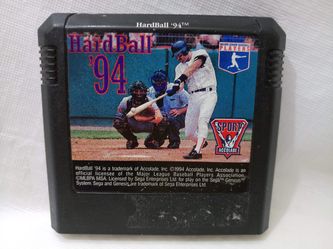 HardBall '94™
HardBall
'94
PLAYERS
SPORTS
ACCOLADE
HardBall '94 is a trademark of Accolade, Inc. ©1994 Accolade, Inc. Accolade is an
official licensee of the Major League Baseball Players Association.
©MLBPA MSA. Licensed by Sega Enterprises Ltd. for play on the Sega™ Genesis™
System. Sega and Genesis are trademark of Sega Enterprises Ltd.